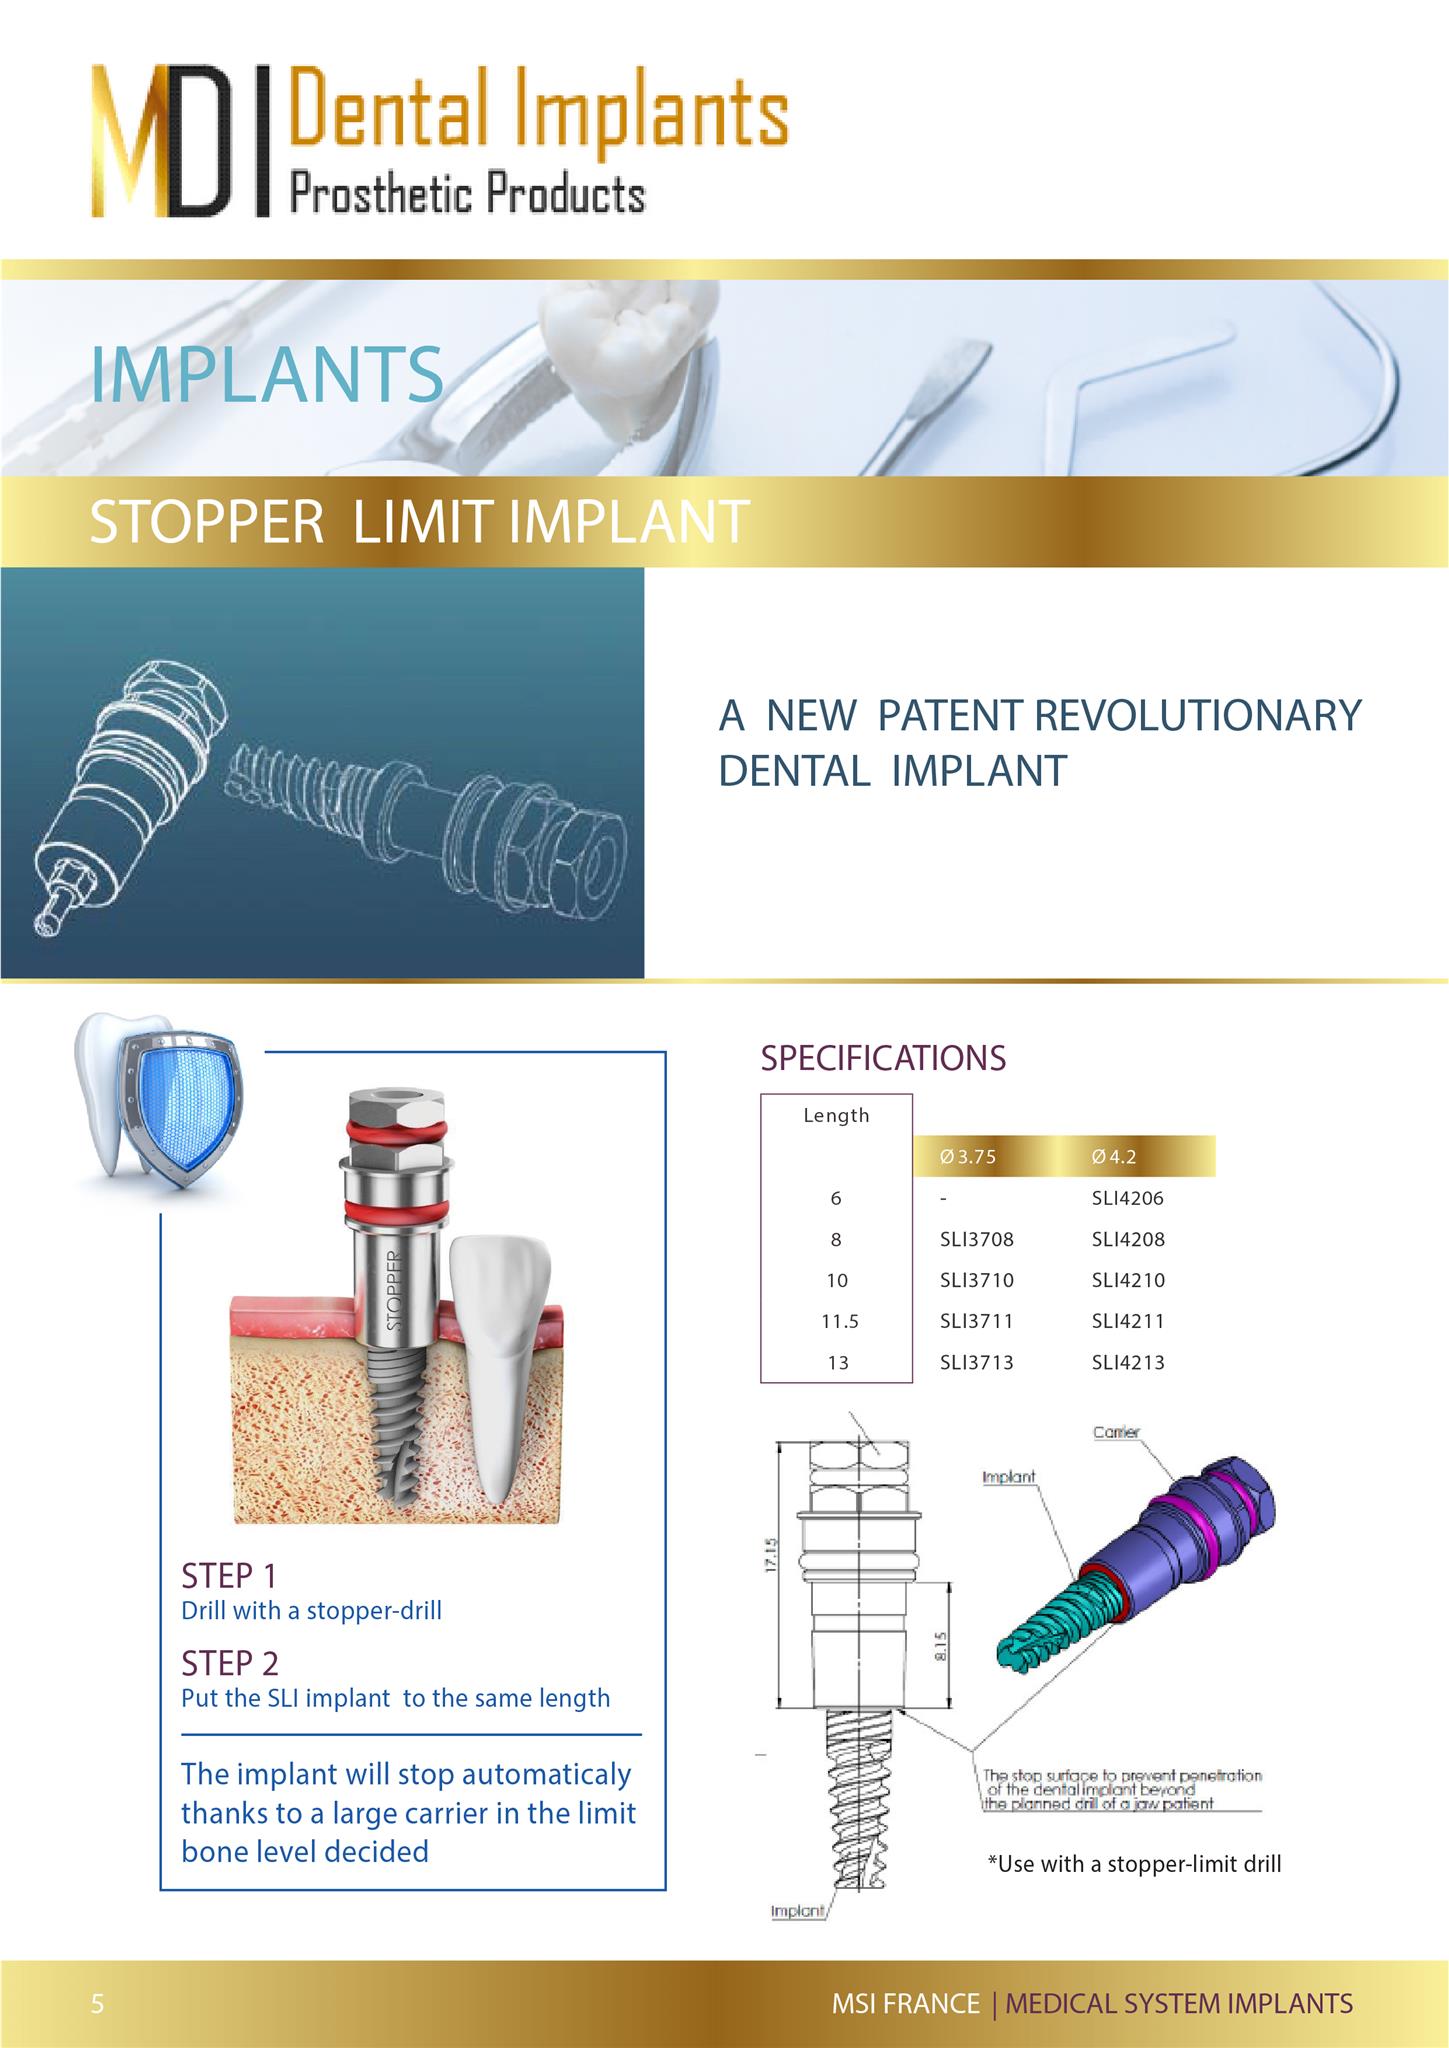 MDI Dental Implants
Prosthetic Products
IMPLANTS
STOPPER LIMIT IMPLANT
A NEW PATENT REVOLUTIONARY
DENTAL IMPLANT
STOPPER
STEP 1
Drill with a stopper-drill
STEP 2
Put the SLI implant to the same length
The implant will stop automaticaly
thanks to a large carrier in the limit
bone level decided
SPECIFICATIONS
Length
Ø 3.75 Ø 4.2
6 - SLI4206
8 SLI3708 SLI4208
10 SLI3710 SLI4210
11.5 SLI3711 SLI4211
13 SLI3713 SLI4213
Carrier
Implant
17.15
8.15
The stop surface to prevent penetration
of the dental implant beyond
the planned drill of a jaw patient
*Use with a stopper-limit drill
Implant
5
MSI FRANCE | MEDICAL SYSTEM IMPLANTS